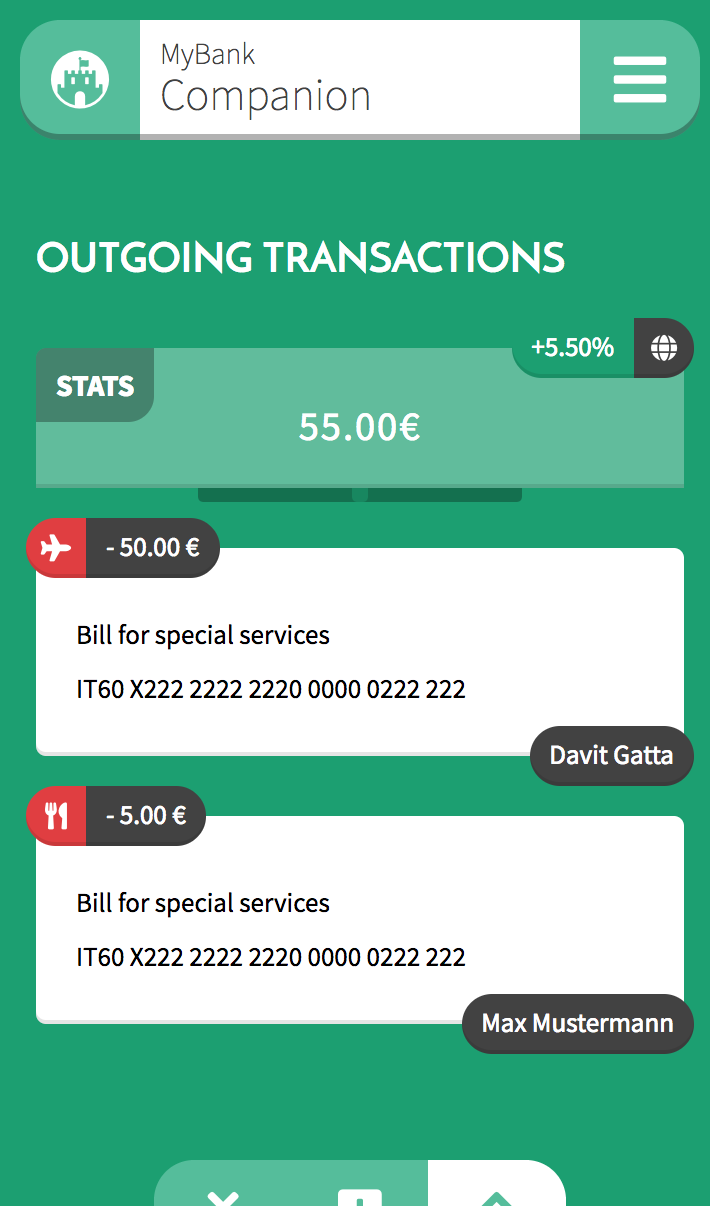 MyBank
Companion
OUTGOING TRANSACTIONS
+5.50%
STATS
55.00€
- 50.00 €
Bill for special services
IT60 X222 2222 2220 0000 0222 222
Davit Gatta
- 5.00 €
Bill for special services
IT60 X222 2222 2220 0000 0222 222
Max Mustermann